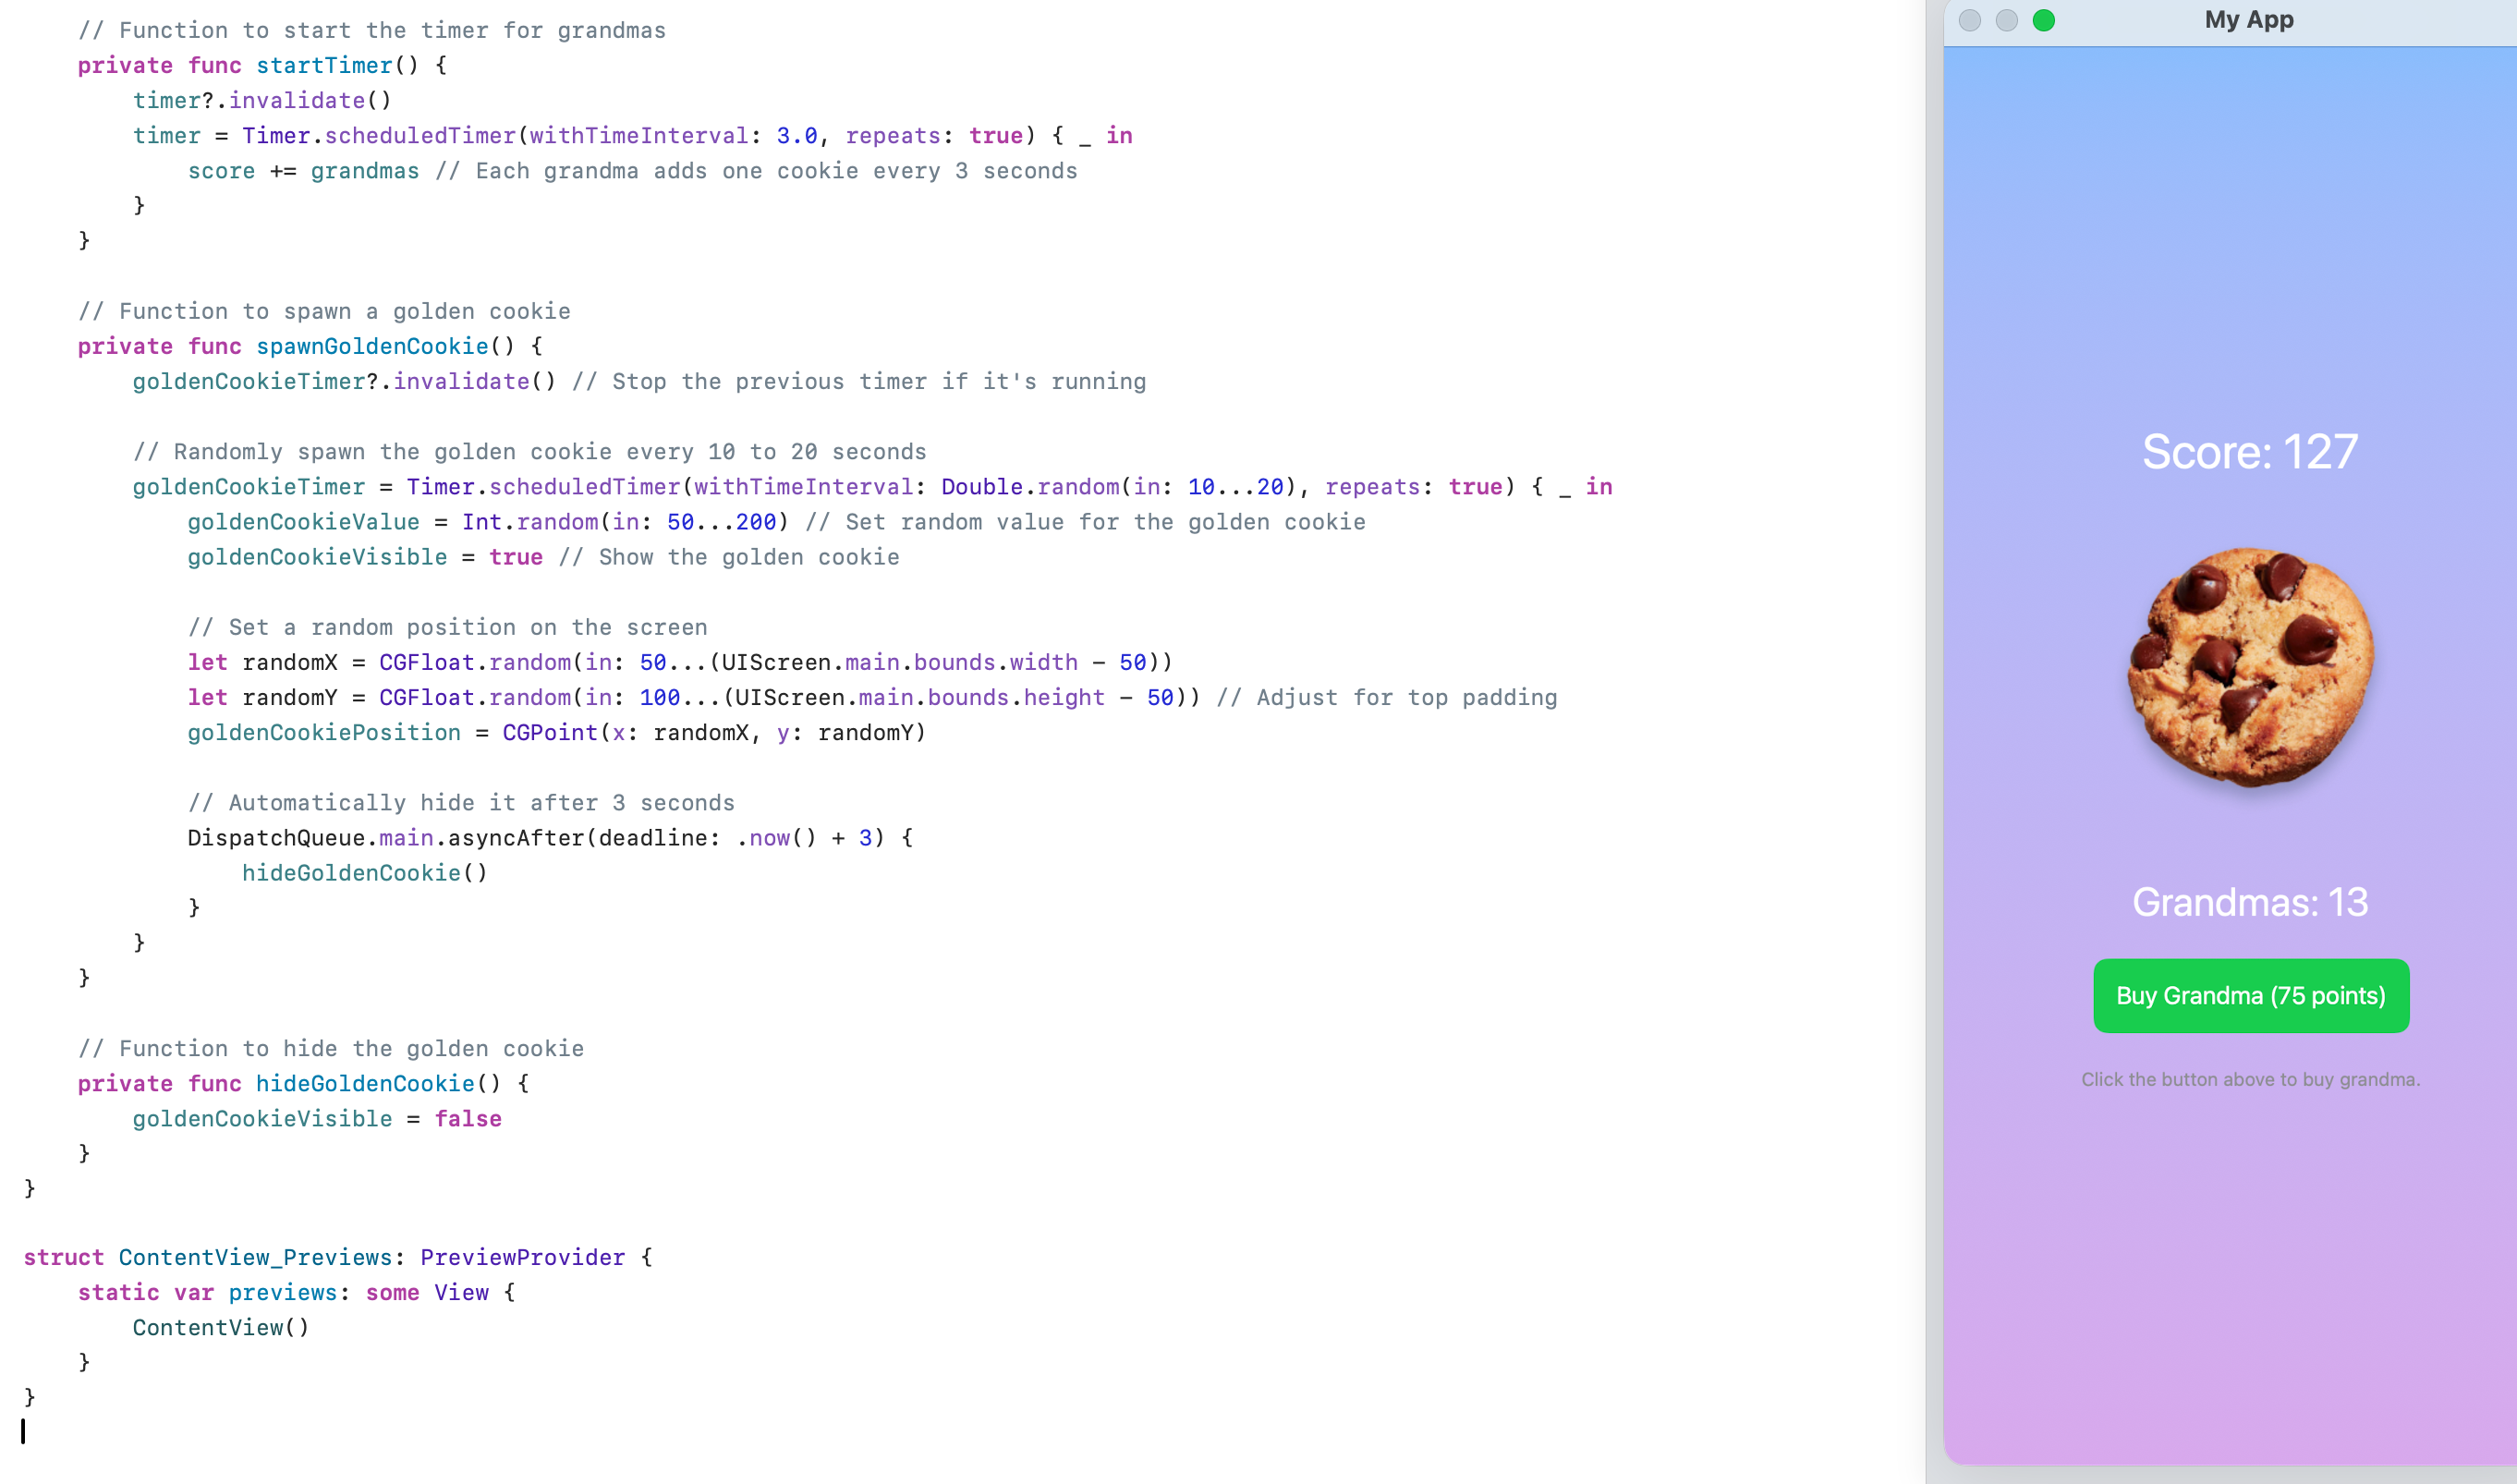 // Function to start the timer for grandmas
private func startTimer() {
timer?.invalidate()
timer = Timer.scheduledTimer(withTimeInterval: 3.0, repeats: true) { _ in
score += grandmas // Each grandma adds one cookie every 3 seconds
}
}
// Function to spawn a golden cookie
private func spawnGoldenCookie() {
goldenCookieTimer?.invalidate() // Stop the previous timer if it's running
// Randomly spawn the golden cookie every 10 to 20 seconds
goldenCookieTimer = Timer.scheduledTimer(withTimeInterval: Double.random(in: 10...20), repeats: true) { _ in
goldenCookieValue = Int.random(in: 50...200) // Set random value for the golden cookie
goldenCookieVisible = true // Show the golden cookie
// Set a random position on the screen
let randomX = CGFloat.random(in: 50...(UIScreen.main.bounds.width - 50))
let randomY = CGFloat.random(in: 100...(UIScreen.main.bounds.height - 50)) // Adjust for top padding
goldenCookiePosition = CGPoint(x: randomX, y: randomY)
// Automatically hide it after 3 seconds
DispatchQueue.main.asyncAfter(deadline: .now() + 3) {
hideGoldenCookie()
}
}
}
// Function to hide the golden cookie
private func hideGoldenCookie() {
goldenCookieVisible = false
}
}
struct ContentView_Previews: PreviewProvider {
static var previews: some View {
ContentView()
}
}
My App
Score: 127
Grandmas: 13
Buy Grandma (75 points)
Click the button above to buy grandma.